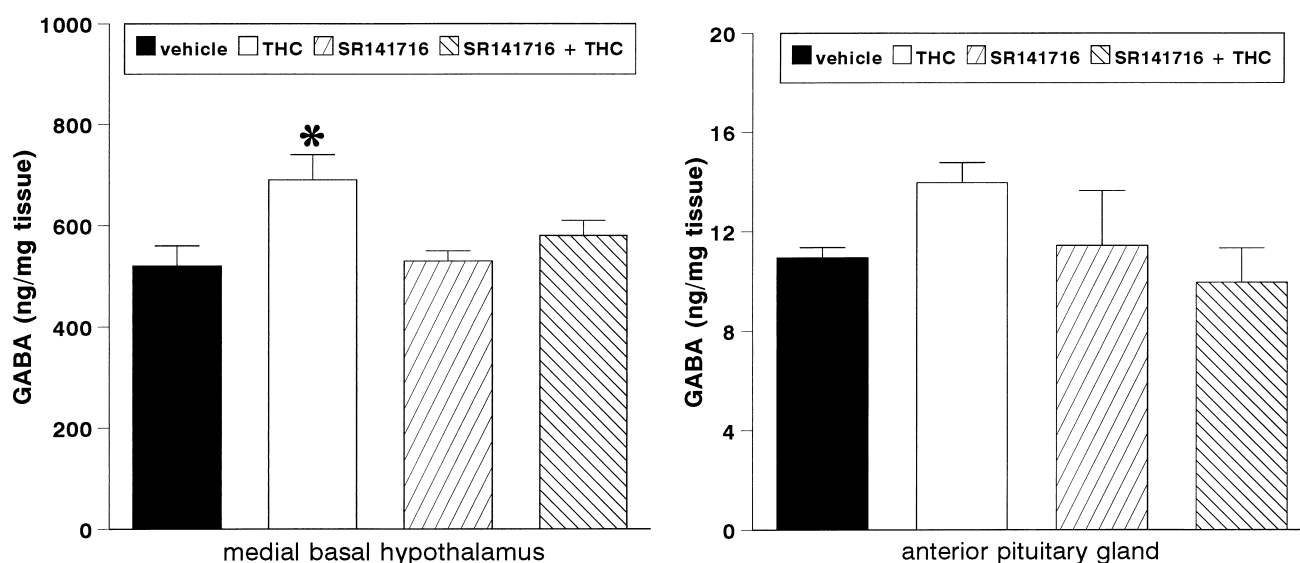 1000
800
600
400
200
0
GABA (ng/mg tissue)
vehicle THC SR141716 SR141716 + THC
*
medial basal hypothalamus
20
16
12
8
4
0
GABA (ng/mg tissue)
vehicle THC SR141716 SR141716 + THC
anterior pituitary gland